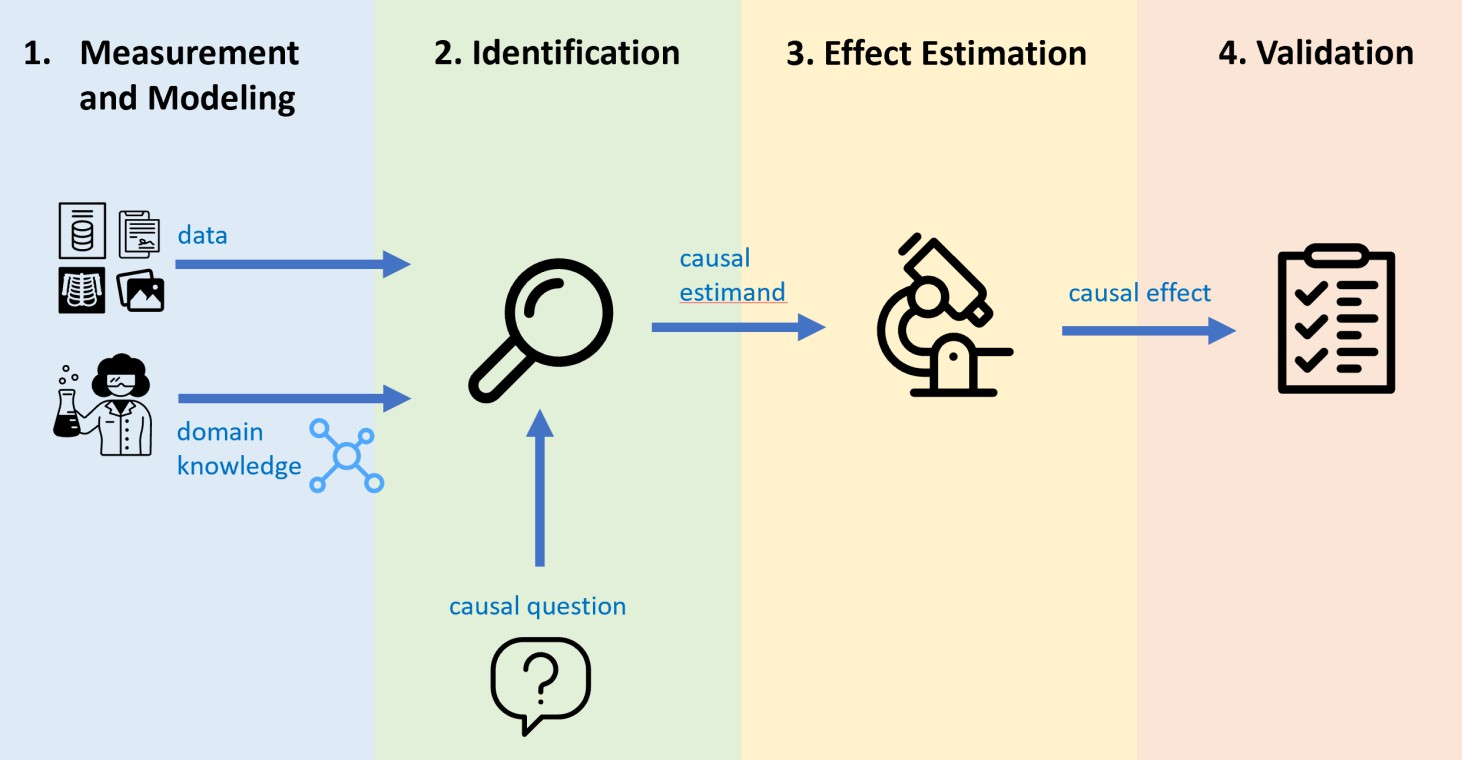 1. Measurement
and Modeling
2. Identification
3. Effect Estimation
4. Validation
data
domain
knowledge
causal question
?
causal
estimand
causal effect